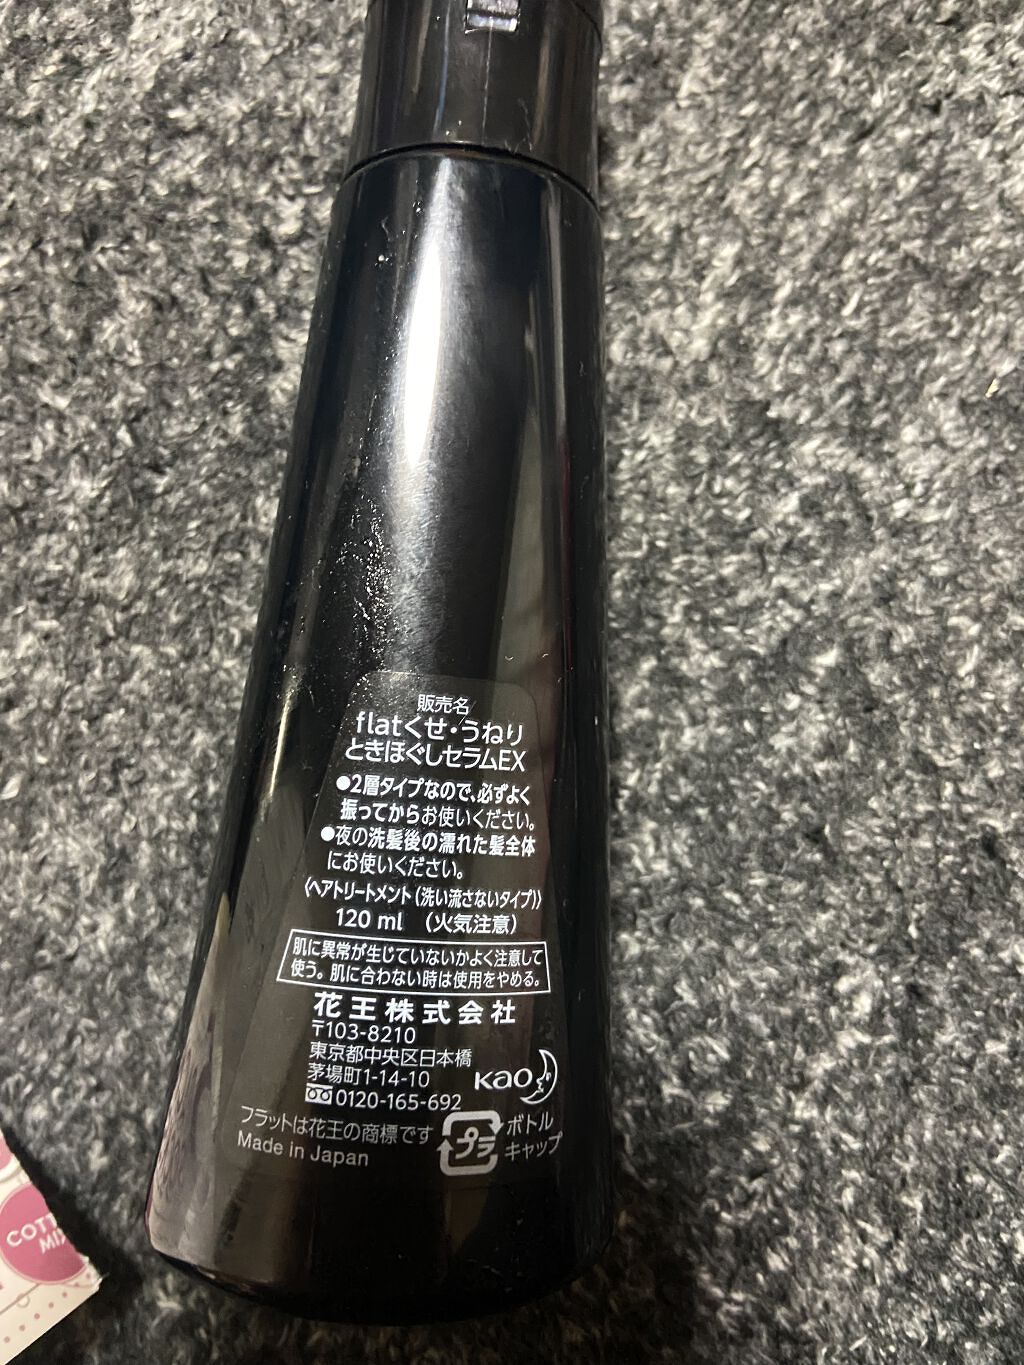 販売名
flatくせ・うねり
ときほぐしセラムEX
●2層タイプなので、必ずよく
振ってからお使いください。
●夜の洗髪後の濡れた髪全体
にお使いください。
〈ヘアトリートメント(洗い流さないタイプ)〉
120 ml (火気注意)
肌に異常が生じていないかよく注意して
使う。肌に合わない時は使用をやめる。
花王株式会社
〒103-8210
東京都中央区日本橋
茅場町1-14-10
0120-165-692
Kao
フラットは花王の商標です
Made in Japan
プラ
ボトル
キャップ
COTT
MIX